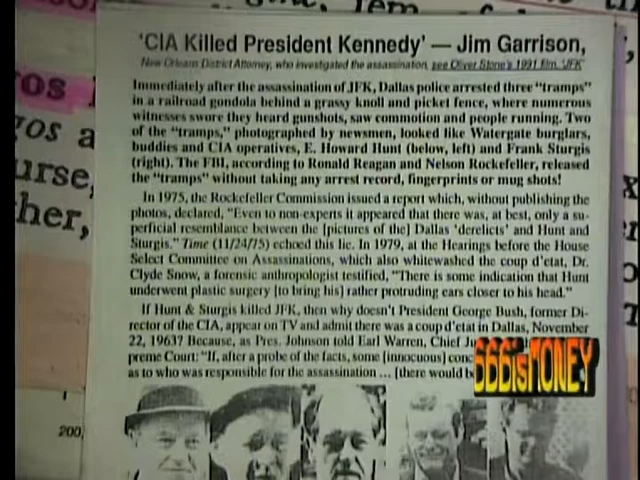 'CIA Killed President Kennedy' — Jim Garrison,
New Orleans District Attorney, who investigated the assassination, see Oliver Stone's 1991 film, 'JFK'
Immediately after the assassination of JFK, Dallas police arrested three "tramps"
in a railroad gondola behind a grassy knoll and picket fence, where numerous
witnesses swore they heard gunshots, saw commotion and people running. Two
of the "tramps," photographed by newsmen, looked like Watergate burglars,
buddies and CIA operatives, E. Howard Hunt (below, left) and Frank Sturgis
(right). The FBI, according to Ronald Reagan and Nelson Rockefeller, released
the "tramps" without taking any arrest record, fingerprints or mug shots!
In 1975, the Rockefeller Commission issued a report which, without publishing the
photos, declared, "Even to non-experts it appeared that there was, at best, only a su-
perficial resemblance between the [pictures of the] Dallas 'derelicts' and Hunt and
Sturgis." Time (11/24/75) echoed this lie. In 1979, at the Hearings before the House
Select Committee on Assassinations, which also whitewashed the coup d'etat, Dr.
Clyde Snow, a forensic anthropologist testified, "There is some indication that Hunt
underwent plastic surgery [to bring his] rather protruding ears closer to his head."
If Hunt & Sturgis killed JFK, then why doesn't President George Bush, former Di-
rector of the CIA, appear on TV and admit there was a coup d'etat in Dallas, November
22, 1963? Because, as Pres. Johnson told Earl Warren, Chief Ju
preme Court: "If, after a probe of the facts, some [innocuous] conc
as to who was responsible for the assassination ... [there would b
666isMONEY
os
gos a
urse,
her,
200,